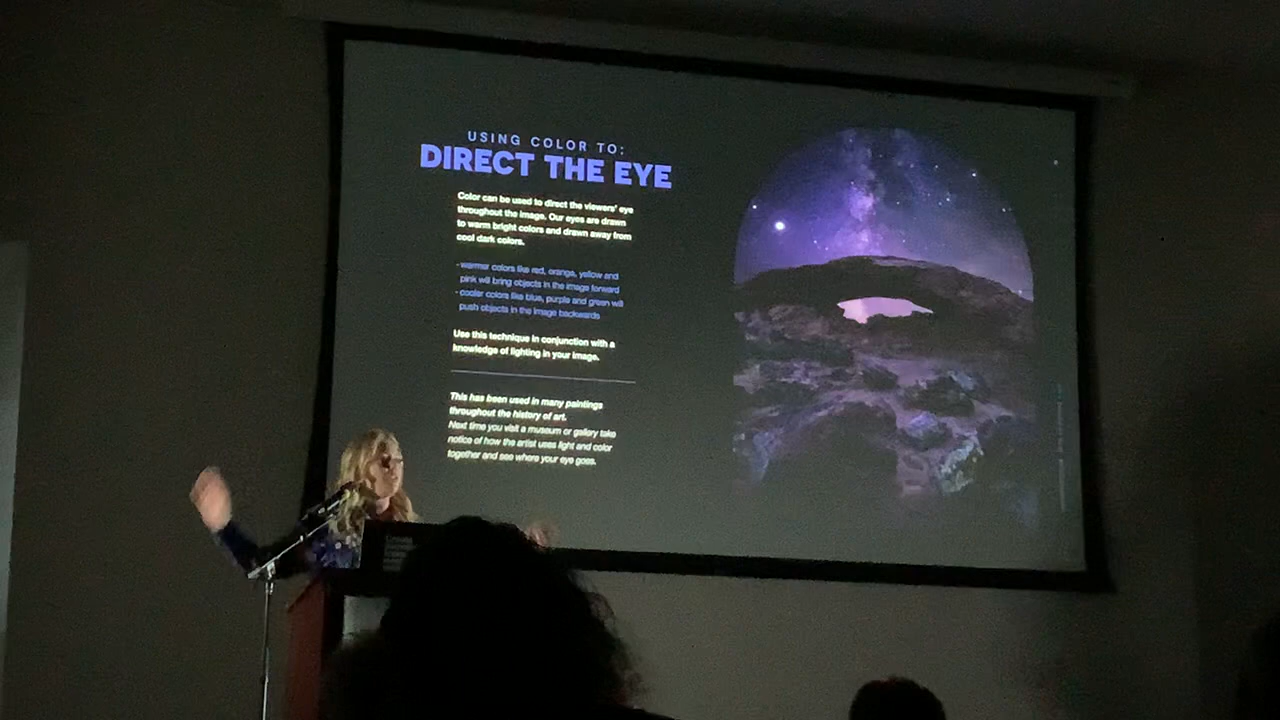 USING COLOR TO:
DIRECT THE EYE
Color can be used to direct the viewers' eye
throughout the image. Our eyes are drawn
to warm bright colors and drawn away from
cool dark colors.
- warmer colors like red, orange, yellow and
pink will bring objects in the image forward
- cooler colors like blue, purple and green will
push objects in the image backwards
Use this technique in conjunction with a
knowledge of lighting in your image.
This has been used in many paintings
throughout the history of art.
Next time you visit a museum or gallery take
notice of how the artist uses light and color
together and see where your eye goes.